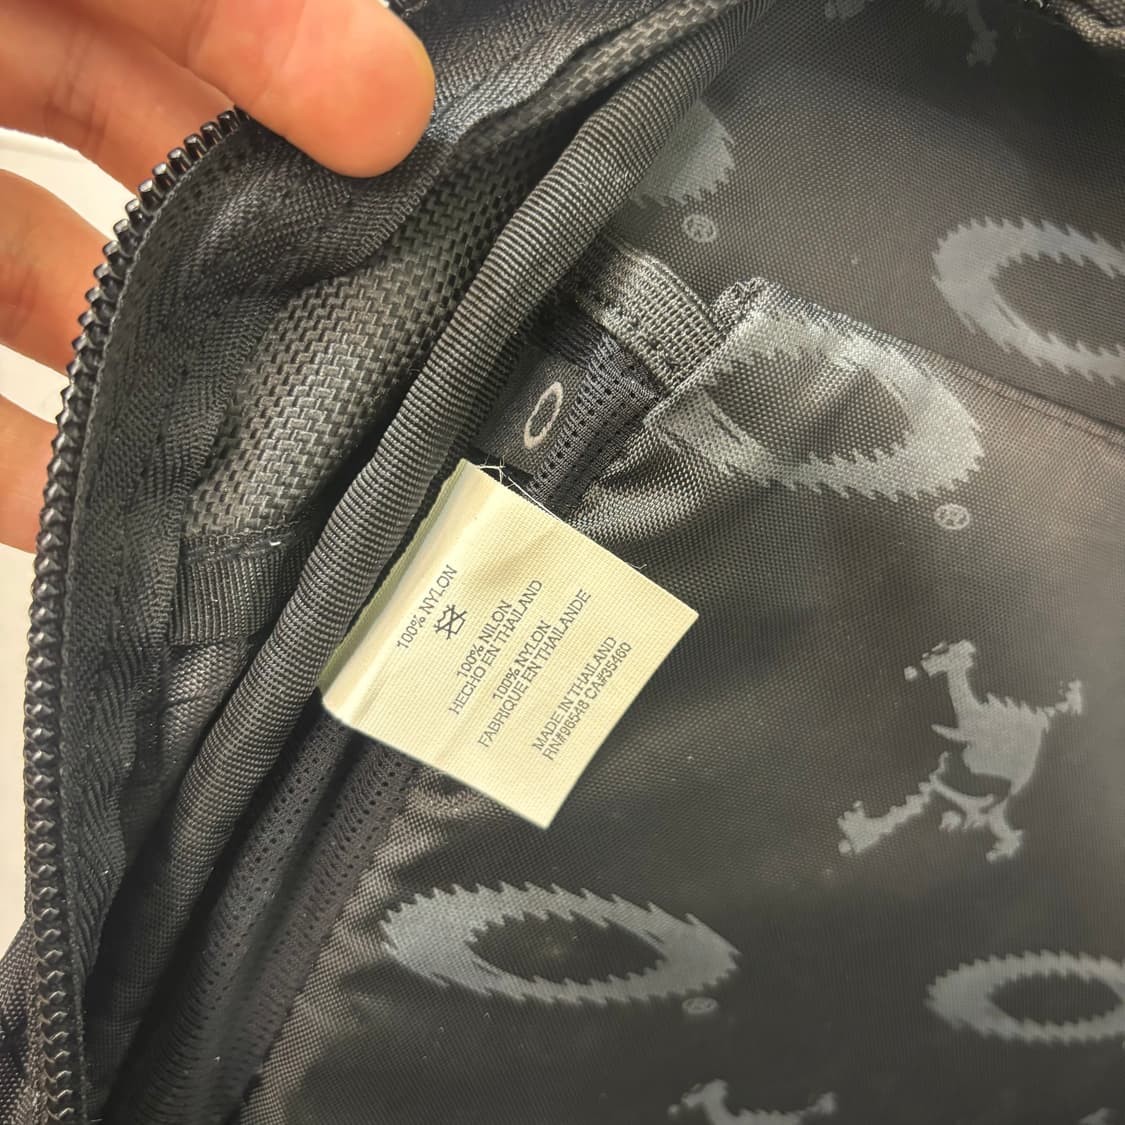 100% NYLON
100% NILON
HECHO EN THAILAND
100% NYLON
FABRIQUE EN THAILANDE
MADE IN THAILAND
RN#96548 CA#35460